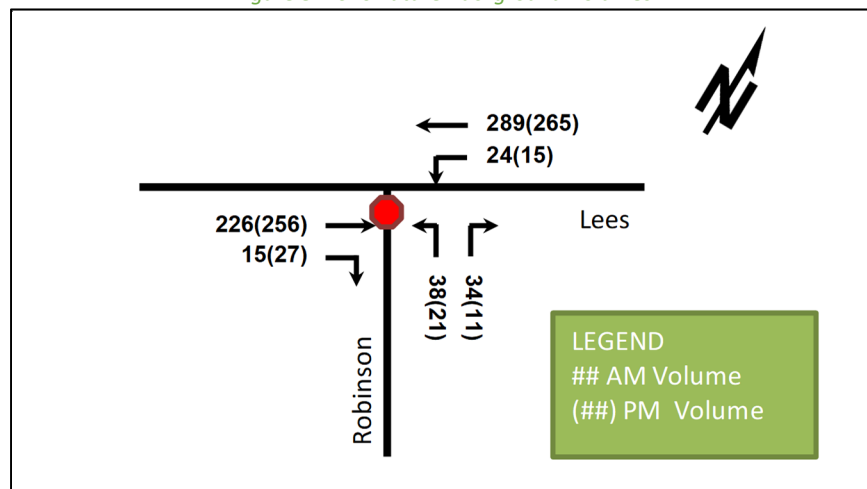 N
289(265)
24(15)
Lees
226(256)
15(27)
38(21)
34(11)
Robinson
LEGEND
## AM Volume
(##) PM Volume